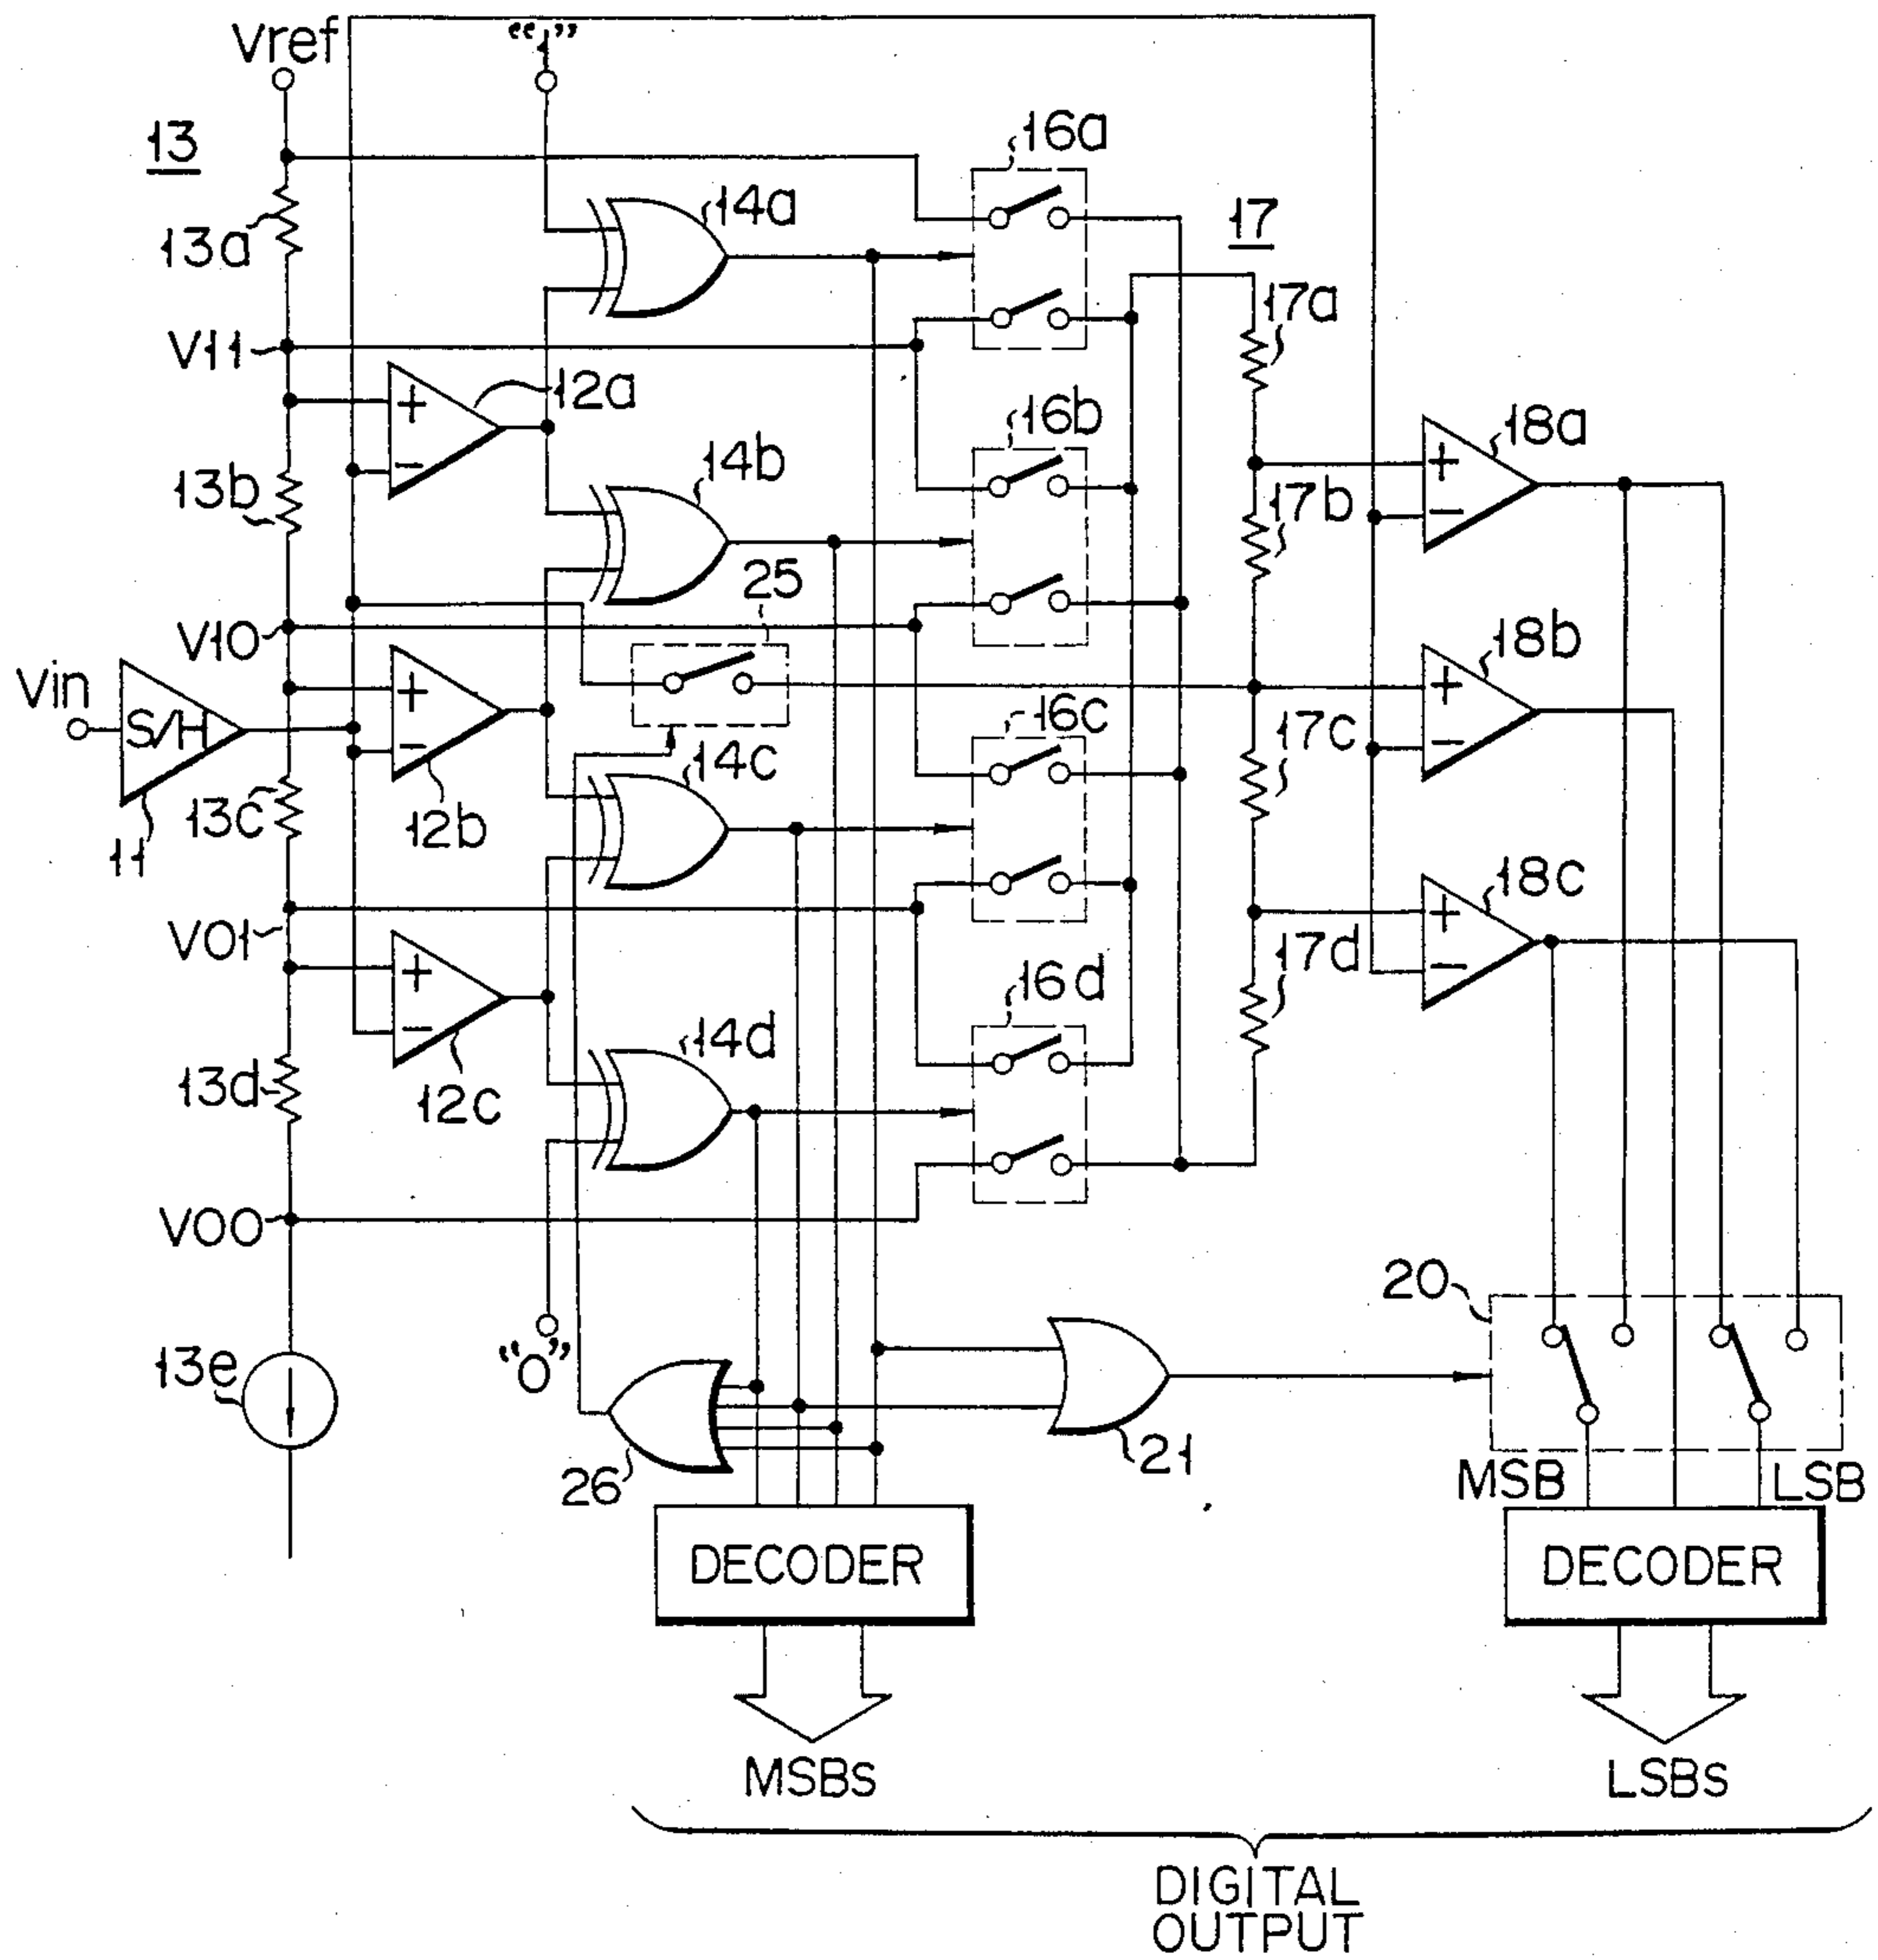 Vref
“1”
13
16a
14a
17
13a
17a
V11
12a
16b
18a
14b
13b
17b
25
V10
18b
Vin
16c
S/H
14c
17c
13c
12b
11
18c
V01
17d
16d
14d
13d
12c
V00
20
“0”
13e
21
26
MSB
LSB
DECODER
DECODER
MSBs
LSBs
DIGITAL
OUTPUT
+
−
+
−
+
−
+
−
+
−
+
−